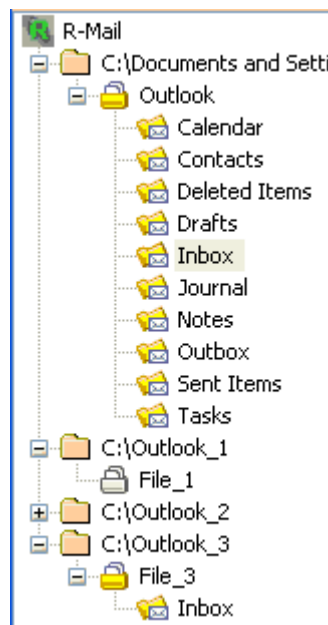 R-Mail
C:\Documents and Setti
Outlook
Calendar
Contacts
Deleted Items
Drafts
Inbox
Journal
Notes
Outbox
Sent Items
Tasks
C:\Outlook_1
File_1
C:\Outlook_2
C:\Outlook_3
File_3
Inbox